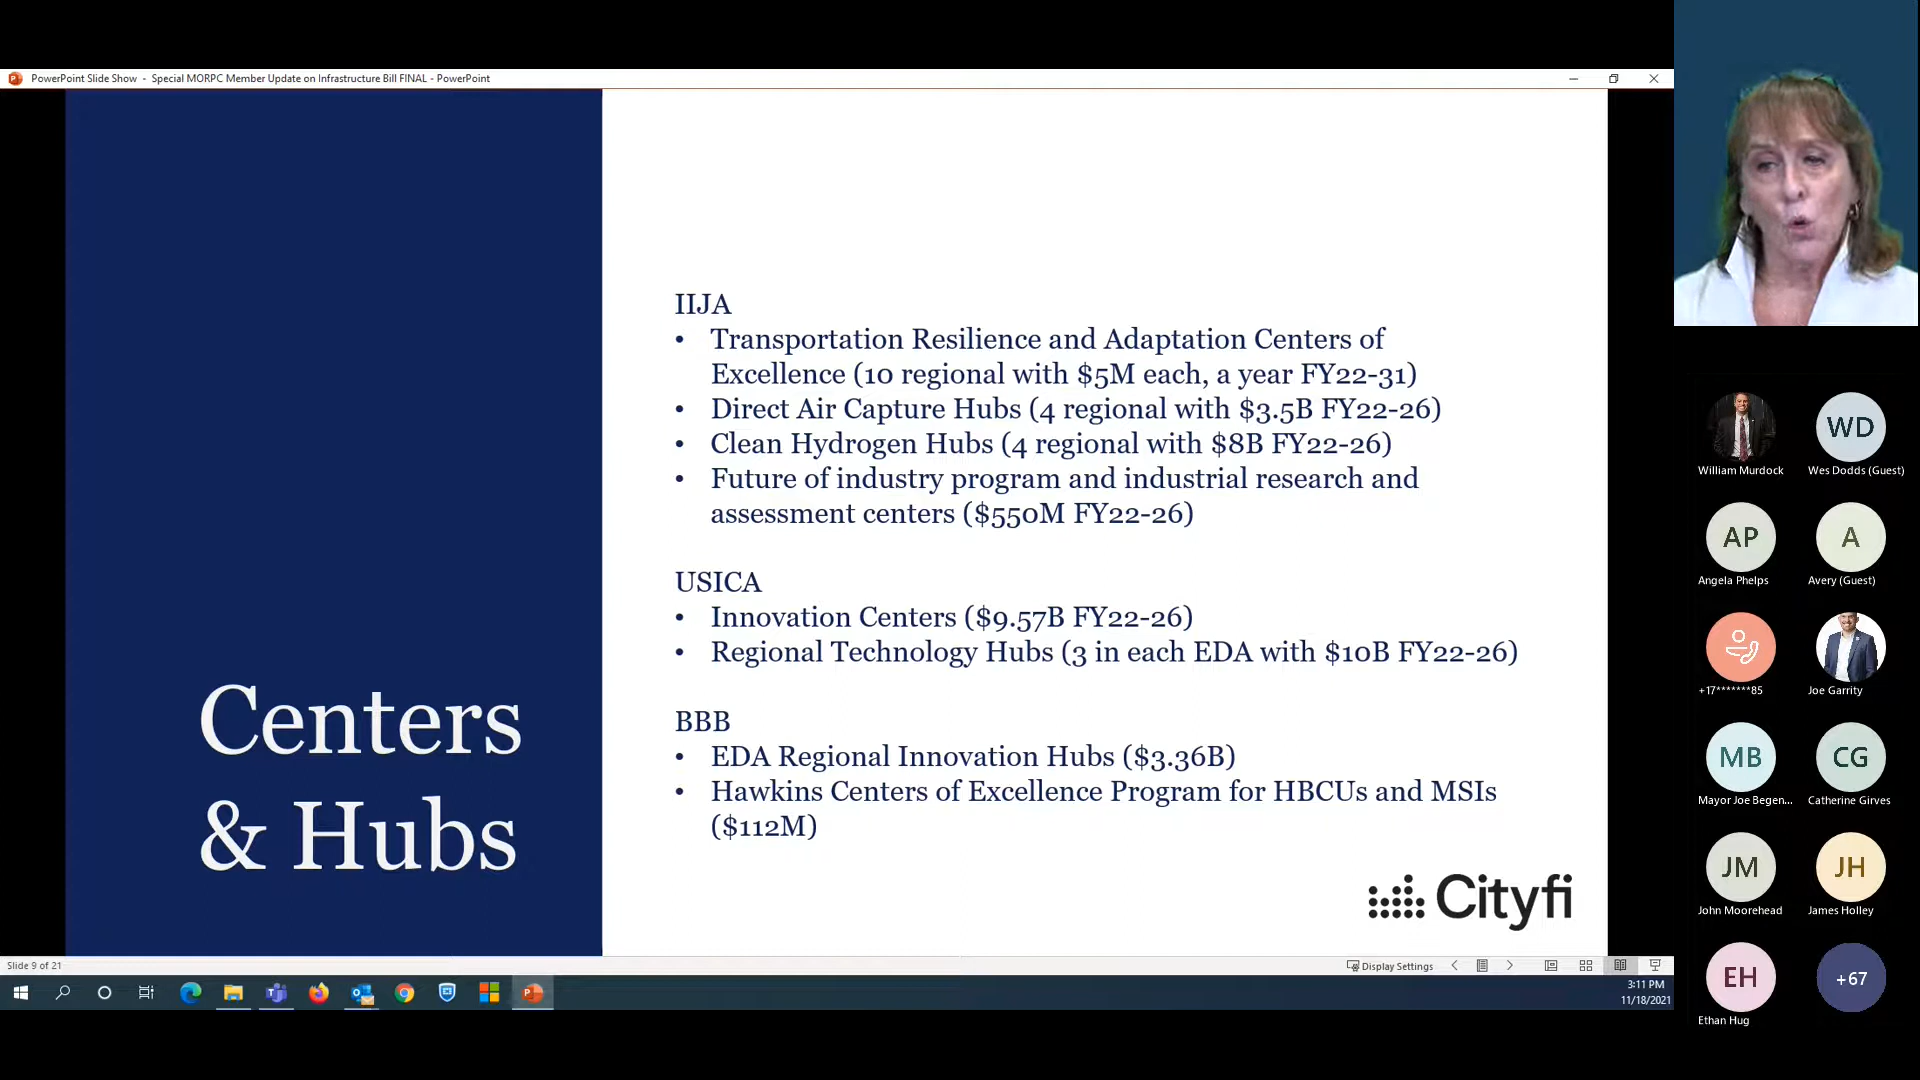 PowerPoint Slide Show - Special MORPC Member Update on Infrastructure Bill FINAL - PowerPoint
Centers
& Hubs
IIJA
• Transportation Resilience and Adaptation Centers of
Excellence (10 regional with $5M each, a year FY22-31)
• Direct Air Capture Hubs (4 regional with $3.5B FY22-26)
• Clean Hydrogen Hubs (4 regional with $8B FY22-26)
• Future of industry program and industrial research and
assessment centers ($550M FY22-26)
USICA
• Innovation Centers ($9.57B FY22-26)
• Regional Technology Hubs (3 in each EDA with $10B FY22-26)
BBB
• EDA Regional Innovation Hubs ($3.36B)
• Hawkins Centers of Excellence Program for HBCUs and MSIs
($112M)
Cityfi
Slide 9 of 21
Display Settings
3:11 PM
11/18/2021
William Murdock
WD
Wes Dodds (Guest)
AP
Angela Phelps
A
Avery (Guest)
+17*******85
Joe Garrity
MB
Mayor Joe Begen...
CG
Catherine Girves
JM
John Moorehead
JH
James Holley
EH
Ethan Hug
+67